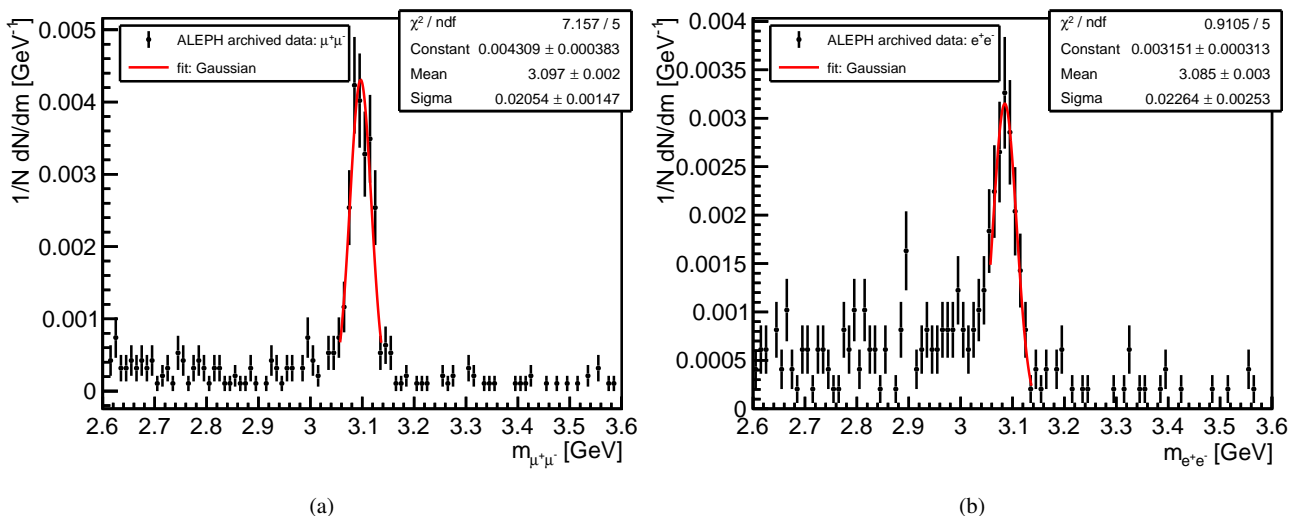 1/N dN/dm [GeV⁻¹]
0.005
0.004
0.003
0.002
0.001
0
ALEPH archived data: μ⁺μ⁻
fit: Gaussian
χ² / ndf 7.157 / 5
Constant 0.004309 ± 0.000383
Mean 3.097 ± 0.002
Sigma 0.02054 ± 0.00147
2.6 2.7 2.8 2.9 3 3.1 3.2 3.3 3.4 3.5 3.6
m_μ⁺μ⁻ [GeV]
(a)
1/N dN/dm [GeV⁻¹]
0.004
0.0035
0.003
0.0025
0.002
0.0015
0.001
0.0005
0
ALEPH archived data: e⁺e⁻
fit: Gaussian
χ² / ndf 0.9105 / 5
Constant 0.003151 ± 0.000313
Mean 3.085 ± 0.003
Sigma 0.02264 ± 0.00253
2.6 2.7 2.8 2.9 3 3.1 3.2 3.3 3.4 3.5 3.6
m_e⁺e⁻ [GeV]
(b)